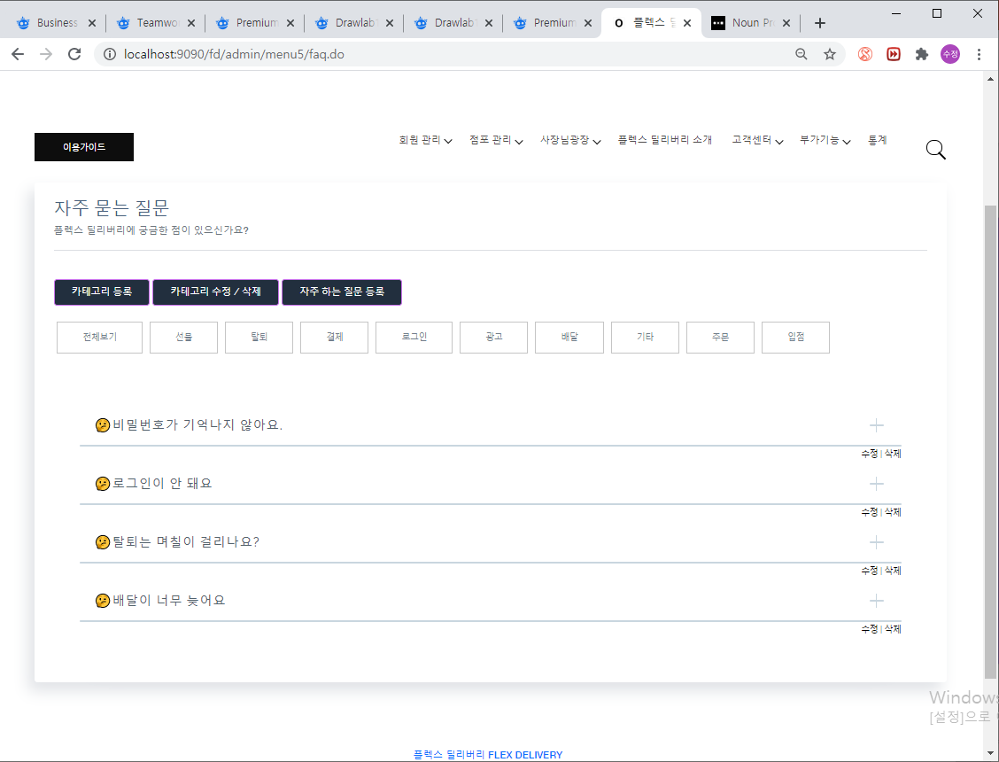 Business
Teamwo
Premium
Drawlab
Drawlab
Premium
플렉스 딜
Noun Pr
localhost:9090/fd/admin/menu5/faq.do
수정
이용가이드
회원 관리 점포 관리 사장님광장 플렉스 딜리버리 소개 고객센터 부가기능 통계
자주 묻는 질문
플렉스 딜리버리에 궁금한 점이 있으신가요?
카테고리 등록 카테고리 수정 / 삭제 자주 하는 질문 등록
전체보기 선물 탈퇴 결제 로그인 광고 배달 기타 주문 입점
비밀번호가 기억나지 않아요.
수정 | 삭제
로그인이 안 돼요
수정 | 삭제
탈퇴는 며칠이 걸리나요?
수정 | 삭제
배달이 너무 늦어요
수정 | 삭제
Windows
[설정]으로
플렉스 딜리버리 FLEX DELIVERY